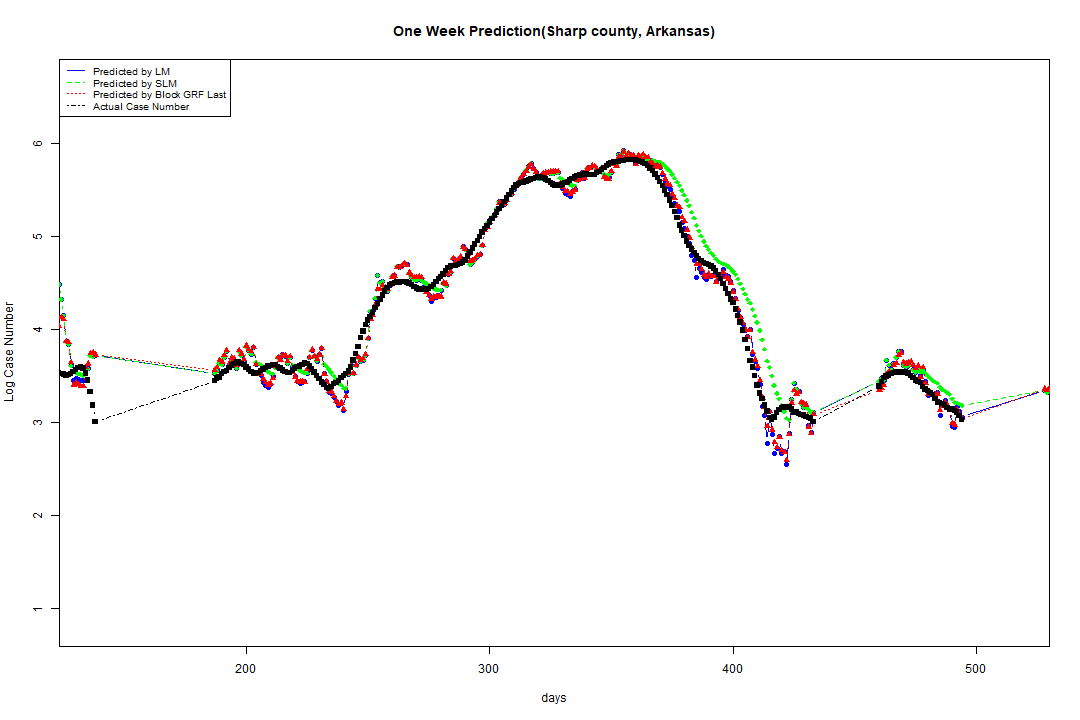 One Week Prediction(Sharp county, Arkansas)
Predicted by LM
Predicted by SLM
Predicted by Block GRF Last
Actual Case Number
6
5
4
3
2
1
Log Case Number
200 300 400 500
days